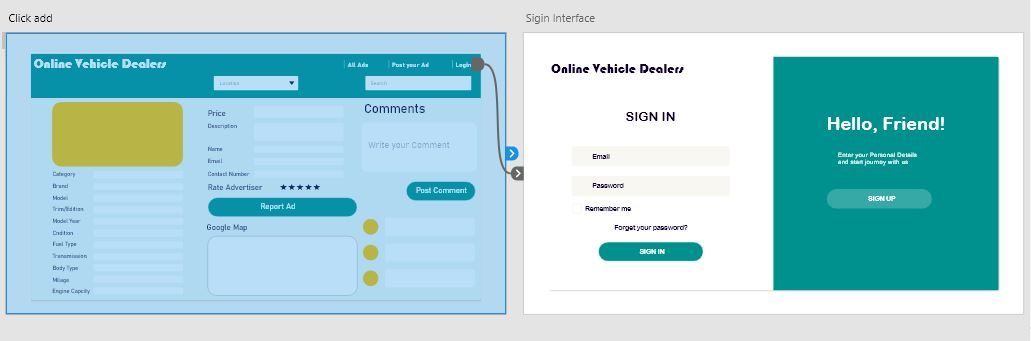 Click add
Sigin Interface
Online Vehicle Dealers
All Ads
Post your Ad
Login
Location
Search
Price
Description
Name
Email
Contact Number
Rate Advertiser
Report Ad
Google Map
Comments
Write your Comment
Post Comment
Category
Brand
Model
Trim/Edition
Model Year
Cndition
Fuel Type
Transmission
Body Type
Milage
Engine Capcity
Online Vehicle Dealers
SIGN IN
Email
Password
Remember me
Forget your password?
SIGN IN
Hello, Friend!
Enter your Personal Details
and start journey with us
SIGN UP